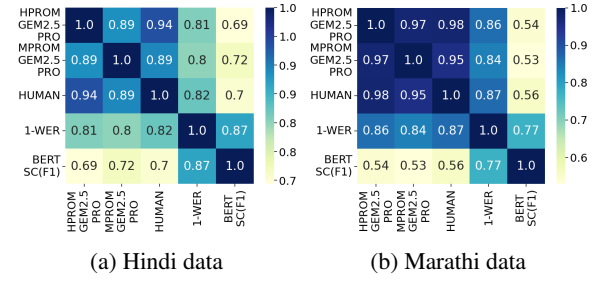 HPROM
GEM2.5
PRO
1.0 0.89 0.94 0.81 0.69
MPROM
GEM2.5
PRO
0.89 1.0 0.89 0.8 0.72
HUMAN 0.94 0.89 1.0 0.82 0.7
1-WER 0.81 0.8 0.82 1.0 0.87
BERT
SC(F1)
0.69 0.72 0.7 0.87 1.0
HPROM
GEM2.5
PRO
MPROM
GEM2.5
PRO
HUMAN
1-WER
BERT
SC(F1)
1.0
0.9
0.9
0.8
0.8
0.7
(a) Hindi data
HPROM
GEM2.5
PRO
1.0 0.97 0.98 0.86 0.54
MPROM
GEM2.5
PRO
0.97 1.0 0.95 0.84 0.53
HUMAN 0.98 0.95 1.0 0.87 0.56
1-WER 0.86 0.84 0.87 1.0 0.77
BERT
SC(F1)
0.54 0.53 0.56 0.77 1.0
HPROM
GEM2.5
PRO
MPROM
GEM2.5
PRO
HUMAN
1-WER
BERT
SC(F1)
1.0
0.9
0.8
0.7
0.6
(b) Marathi data